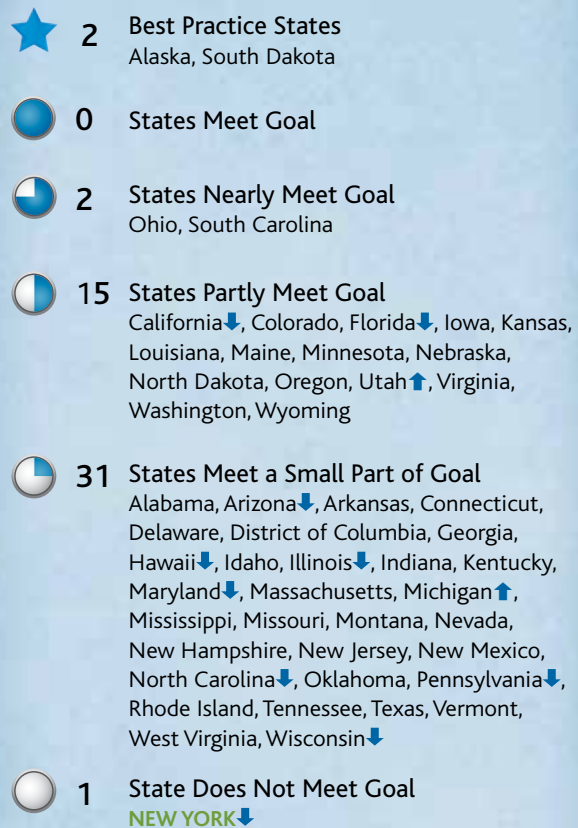 2 Best Practice States
Alaska, South Dakota
0 States Meet Goal
2 States Nearly Meet Goal
Ohio, South Carolina
15 States Partly Meet Goal
California⬇, Colorado, Florida⬇, Iowa, Kansas,
Louisiana, Maine, Minnesota, Nebraska,
North Dakota, Oregon, Utah⬆, Virginia,
Washington, Wyoming
31 States Meet a Small Part of Goal
Alabama, Arizona⬇, Arkansas, Connecticut,
Delaware, District of Columbia, Georgia,
Hawaii⬇, Idaho, Illinois⬇, Indiana, Kentucky,
Maryland⬇, Massachusetts, Michigan⬆,
Mississippi, Missouri, Montana, Nevada,
New Hampshire, New Jersey, New Mexico,
North Carolina⬇, Oklahoma, Pennsylvania⬇,
Rhode Island, Tennessee, Texas, Vermont,
West Virginia, Wisconsin⬇
1 State Does Not Meet Goal
NEW YORK⬇